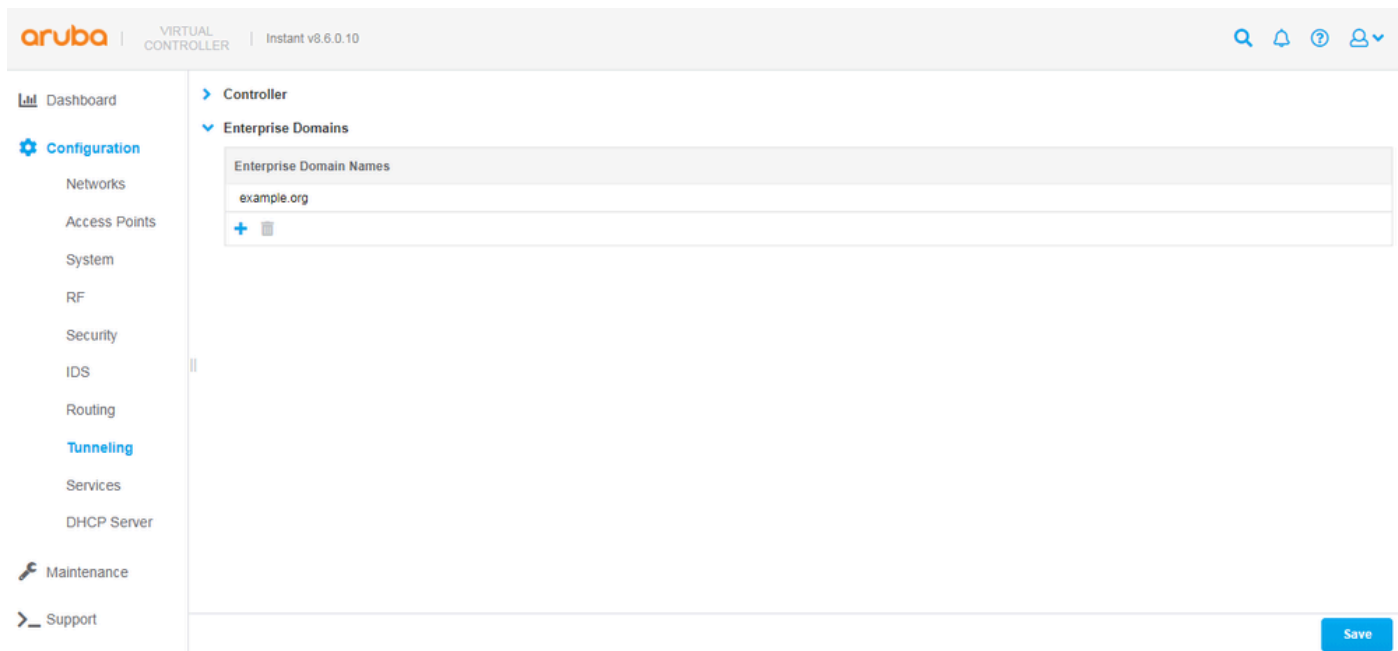 aruba
VIRTUAL
CONTROLLER
Instant v8.6.0.10
Dashboard
Configuration
Networks
Access Points
System
RF
Security
IDS
Routing
Tunneling
Services
DHCP Server
Maintenance
Support
Controller
Enterprise Domains
Enterprise Domain Names
example.org
Save